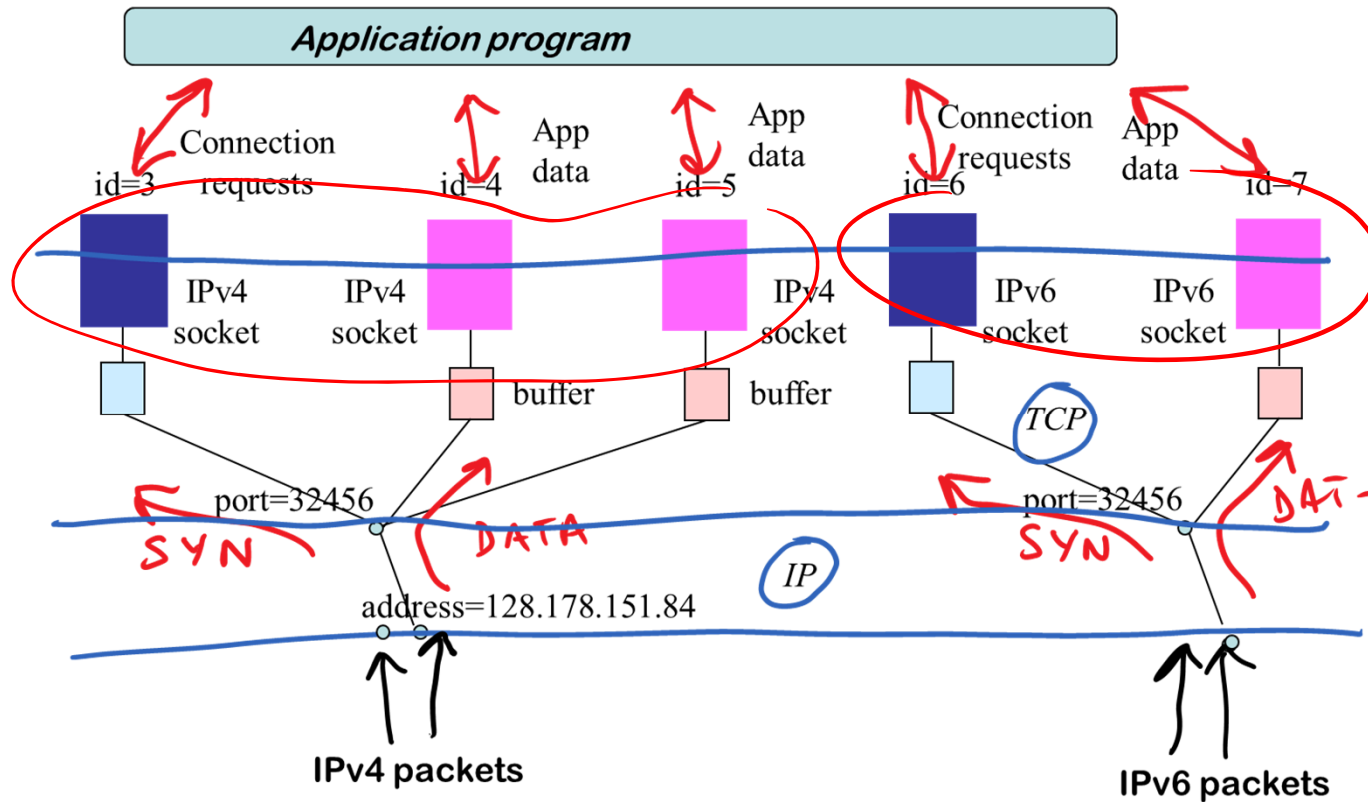 Application program
Connection
requests
App
data
App
data
Connection
requests
App
data
id=3
id=4
id=5
id=6
id=7
IPv4
socket
IPv4
socket
IPv4
socket
IPv6
socket
IPv6
socket
buffer
buffer
TCP
port=32456
port=32456
SYN
DATA
SYN
DAT
IP
address=128.178.151.84
IPv4 packets
IPv6 packets